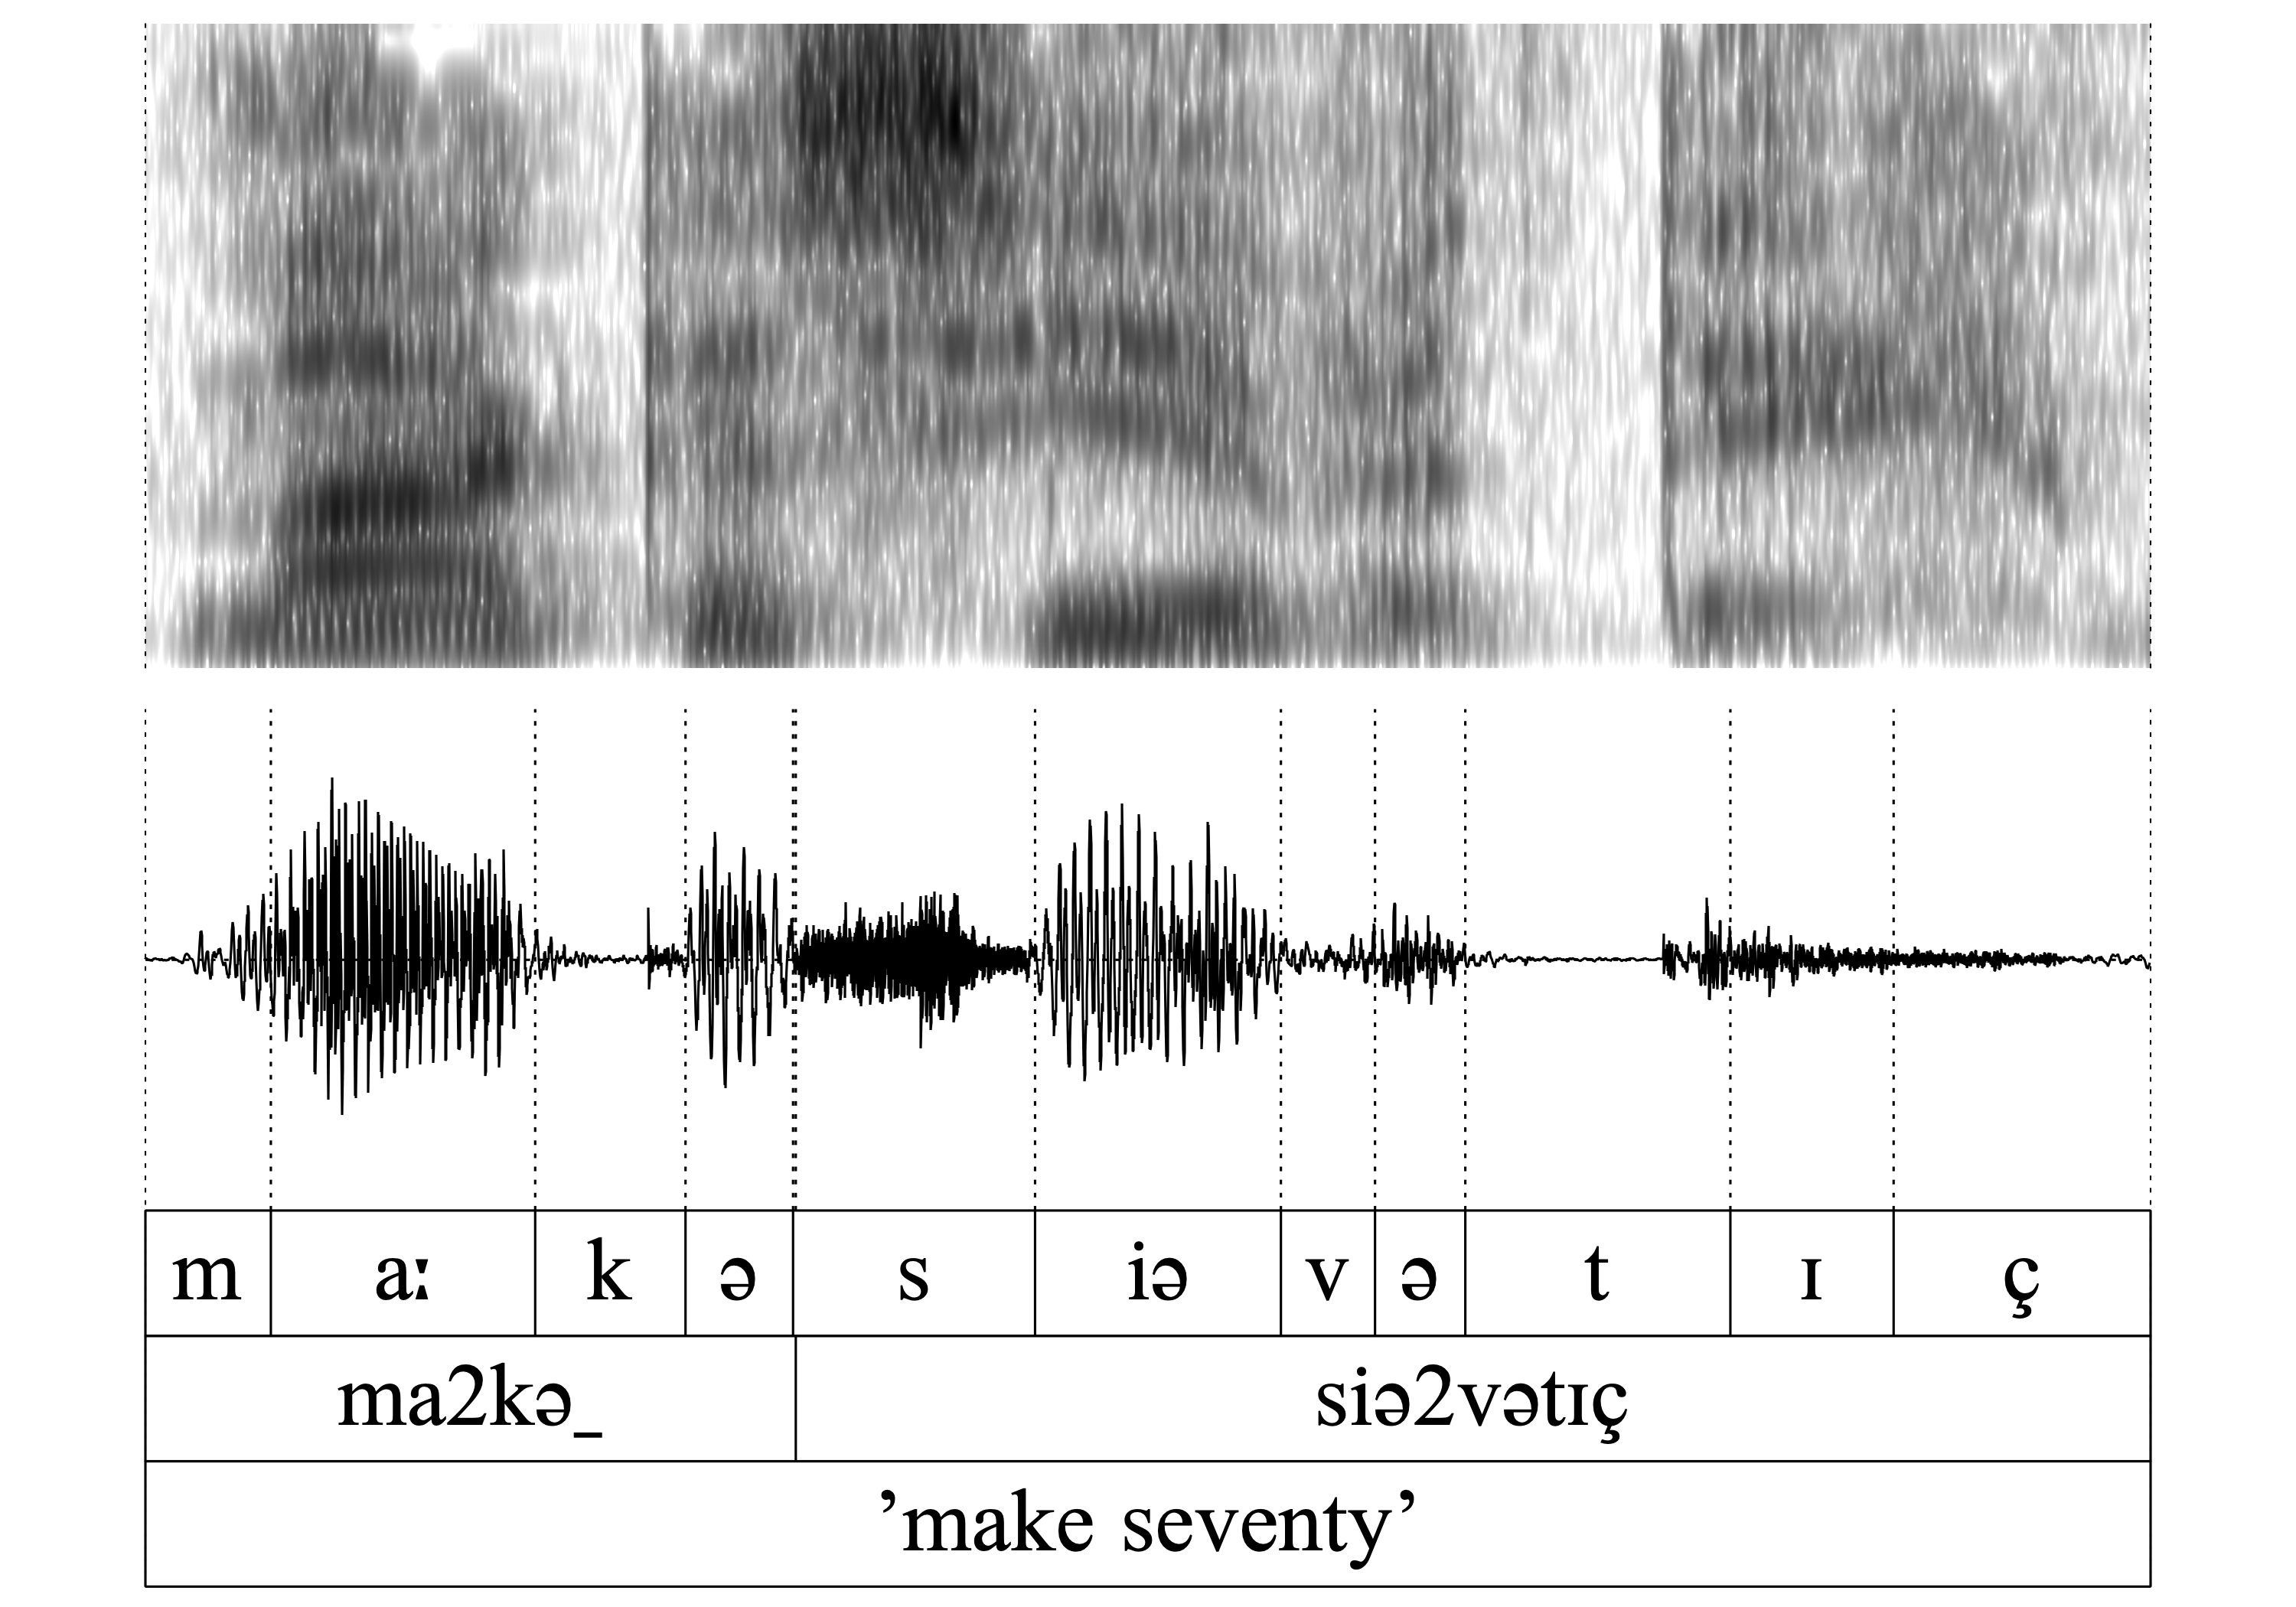 m aː k ə s iə v ə t ɪ ç
ma2kə_ siə2vətɪç
’make seventy’